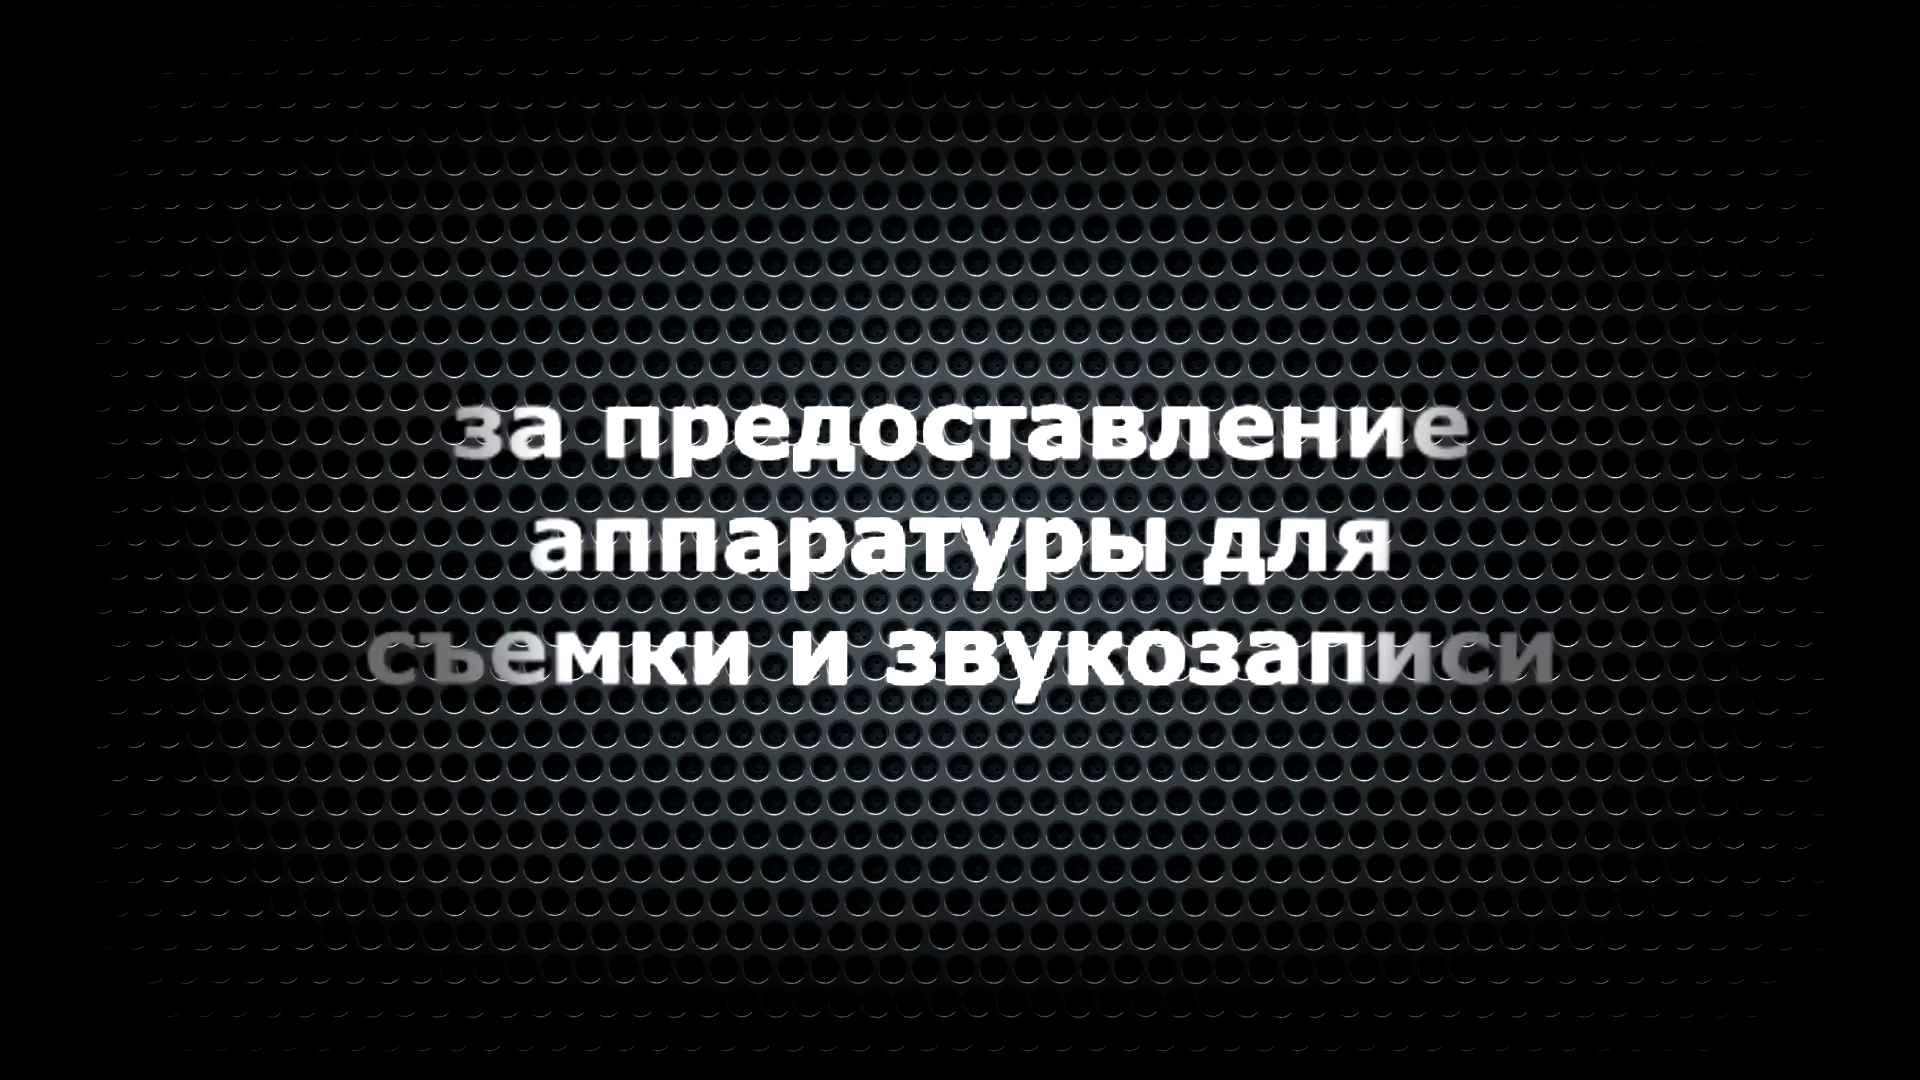 за предоставление
аппаратуры для
съемки и звукозаписи